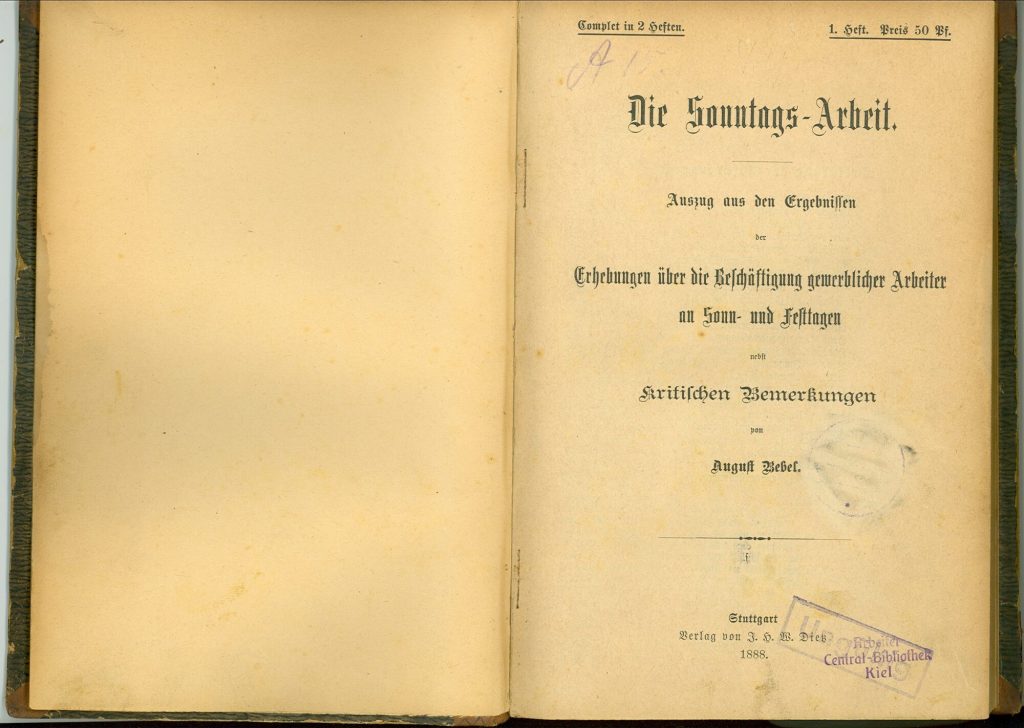 Complet in 2 Heften.
1. Heft. Preis 50 Pf.
A 15.
Die Sonntags-Arbeit.
Auszug aus den Ergebnissen
der
Erhebungen über die Beschäftigung gewerblicher Arbeiter
an Sonn- und Festtagen
nebst
Kritischen Bemerkungen
von
August Bebel.
Stuttgart
Verlag von J. H. W. Dietz
1888.
Arbeiter
Central-Bibliothek
Kiel